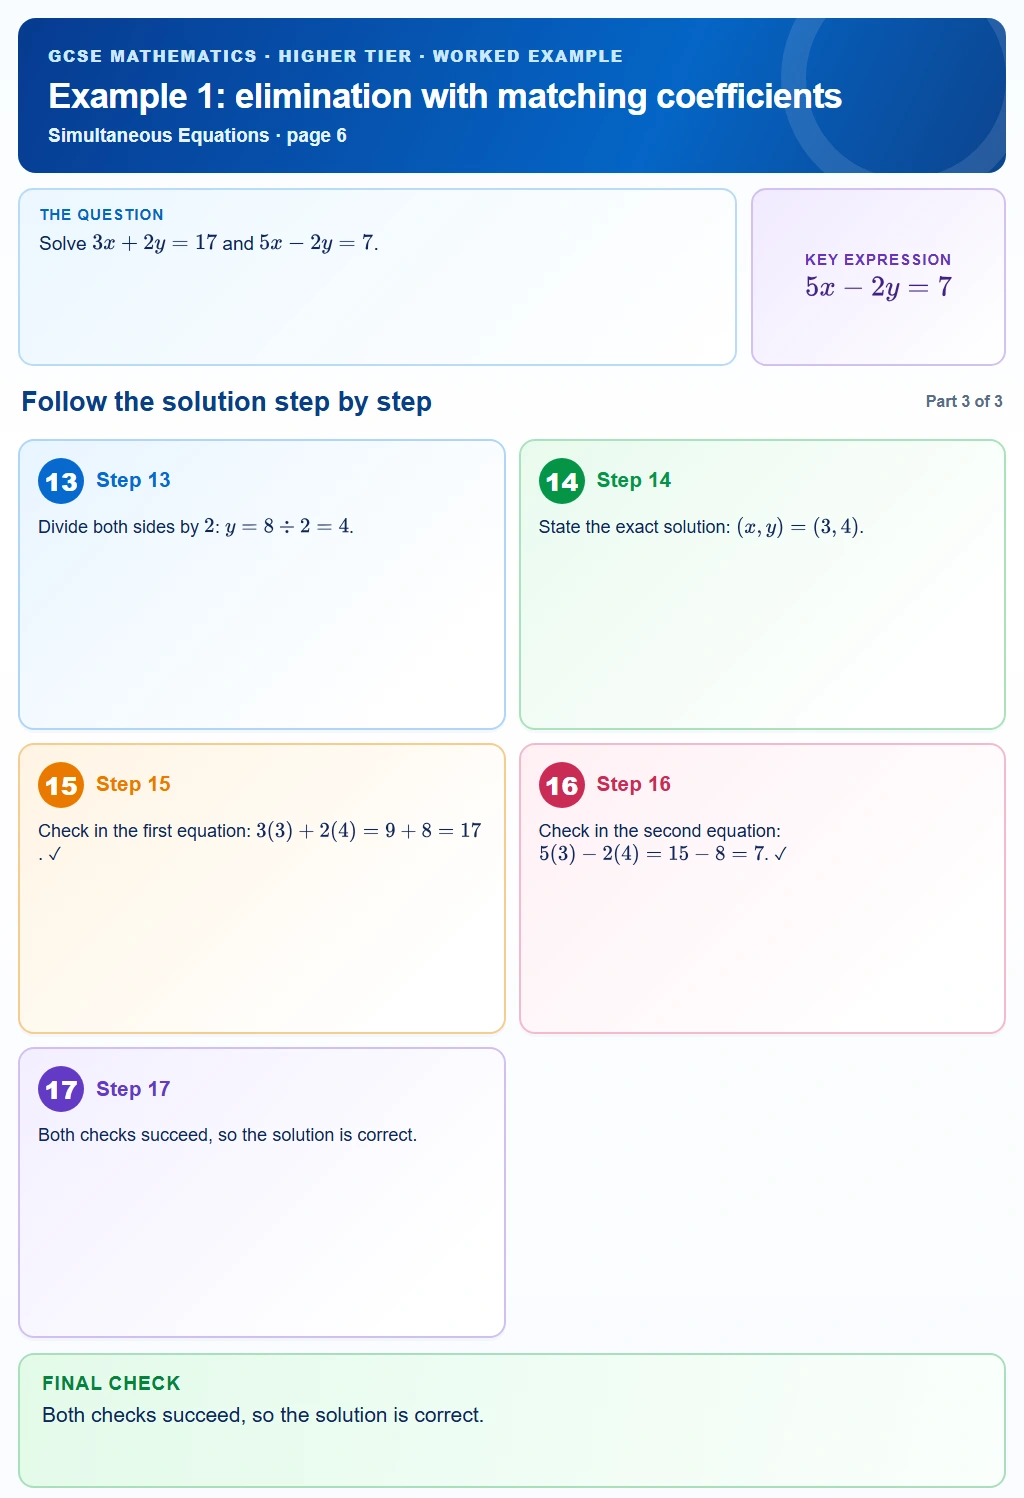 GCSE MATHEMATICS · HIGHER TIER · WORKED EXAMPLE
Example 1: elimination with matching coefficients
Simultaneous Equations · page 6
THE QUESTION
Solve 3x + 2y = 17 and 5x − 2y = 7.
KEY EXPRESSION
5x − 2y = 7
Follow the solution step by step
Part 3 of 3
13 Step 13
Divide both sides by 2: y = 8 ÷ 2 = 4.
14 Step 14
State the exact solution: (x, y) = (3, 4).
15 Step 15
Check in the first equation: 3(3) + 2(4) = 9 + 8 = 17
. ✓
16 Step 16
Check in the second equation:
5(3) − 2(4) = 15 − 8 = 7. ✓
17 Step 17
Both checks succeed, so the solution is correct.
FINAL CHECK
Both checks succeed, so the solution is correct.